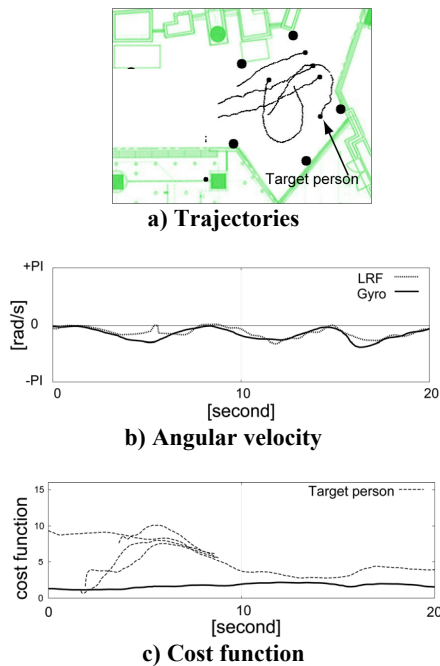 Target person
a) Trajectories
+PI
0
-PI
[rad/s]
LRF
Gyro
0 10 20
[second]
b) Angular velocity
15
10
5
0
cost function
Target person
0 10 20
[second]
c) Cost function